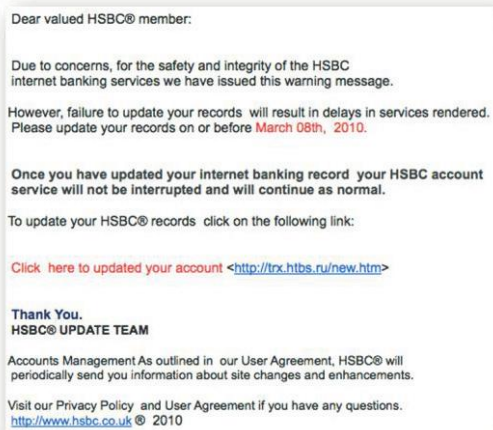 Dear valued HSBC® member:
Due to concerns, for the safety and integrity of the HSBC
internet banking services we have issued this warning message.
However, failure to update your records will result in delays in services rendered.
Please update your records on or before March 08th, 2010.
Once you have updated your internet banking record your HSBC account
service will not be interrupted and will continue as normal.
To update your HSBC® records click on the following link:
Click here to updated your account <http://trx.htbs.ru/new.htm>
Thank You.
HSBC® UPDATE TEAM
Accounts Management As outlined in our User Agreement, HSBC® will
periodically send you information about site changes and enhancements.
Visit our Privacy Policy and User Agreement if you have any questions.
http://www.hsbc.co.uk ® 2010